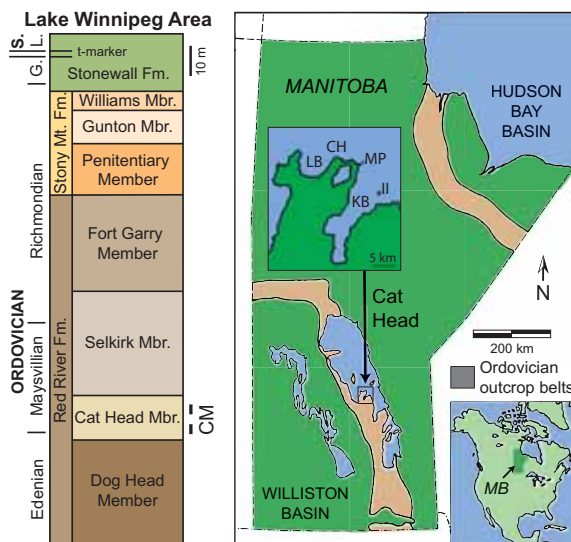 Lake Winnipeg Area
S.
L.
t-marker
10 m
G.
Stonewall Fm.
Stony Mt. Fm.
Williams Mbr.
Gunton Mbr.
Penitentiary
Member
Richmondian
Fort Garry
Member
ORDOVICIAN
Maysvillian
Red River Fm.
Selkirk Mbr.
Cat Head Mbr.
CM
Edenian
Dog Head
Member
MANITOBA
HUDSON
BAY
BASIN
CH
LB
MP
KB
II
5 km
Cat
Head
N
200 km
Ordovician
outcrop belts
WILLISTON
BASIN
MB